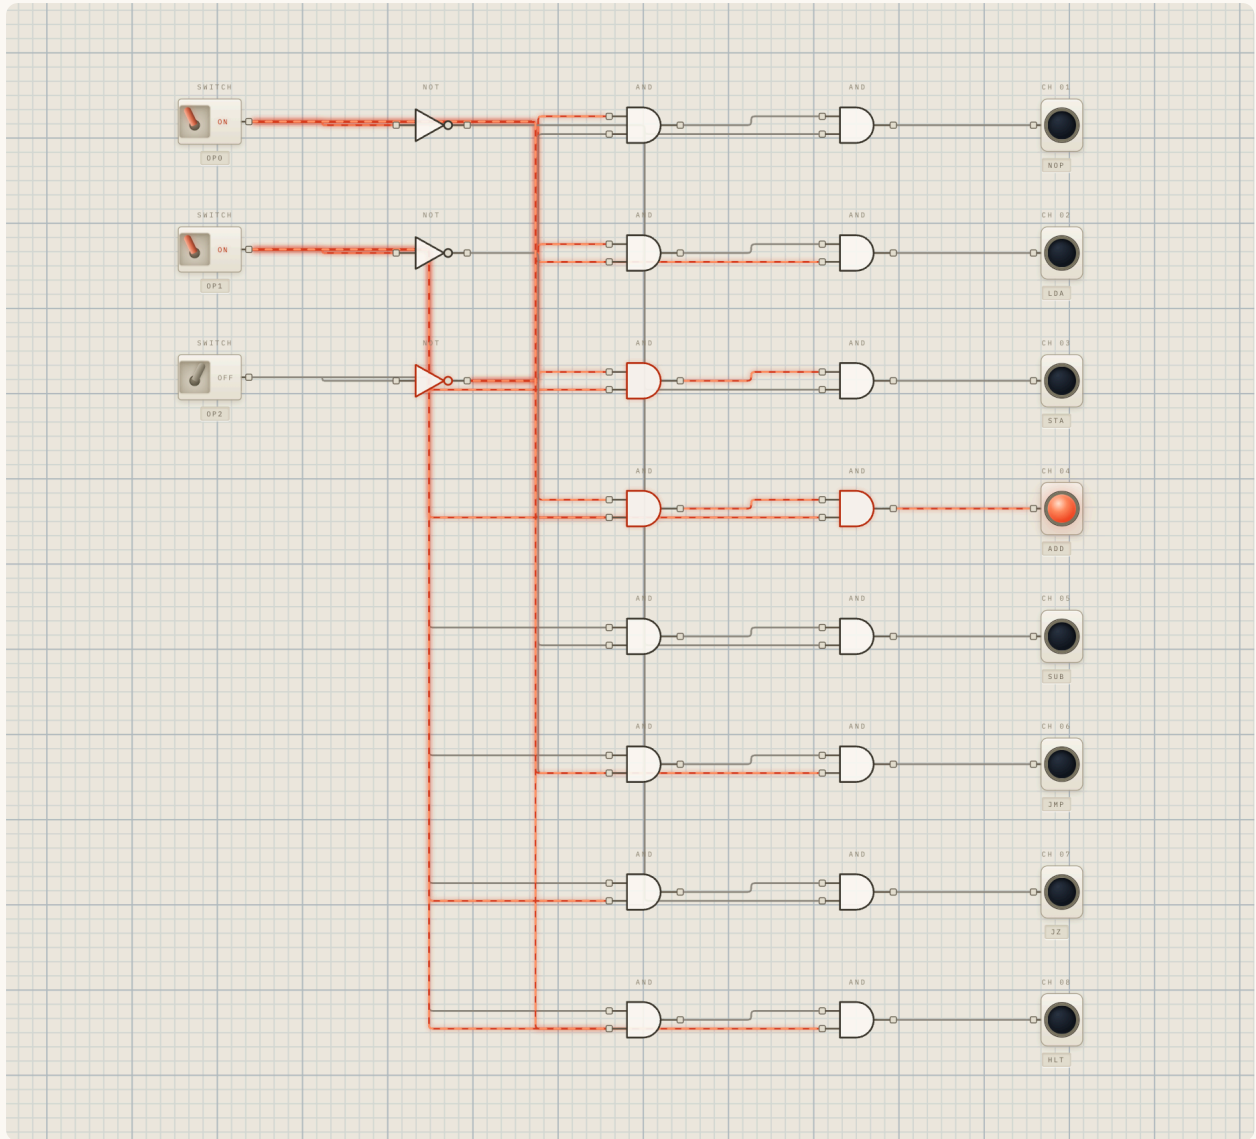 SWITCH NOT AND AND CH 01
ON
OP0 NOP
SWITCH NOT AND AND CH 02
ON
OP1 LDA
SWITCH NOT AND AND CH 03
OFF
OP2 STA
AND AND CH 04
ADD
AND AND CH 05
SUB
AND AND CH 06
JMP
AND AND CH 07
JZ
AND AND CH 08
HLT